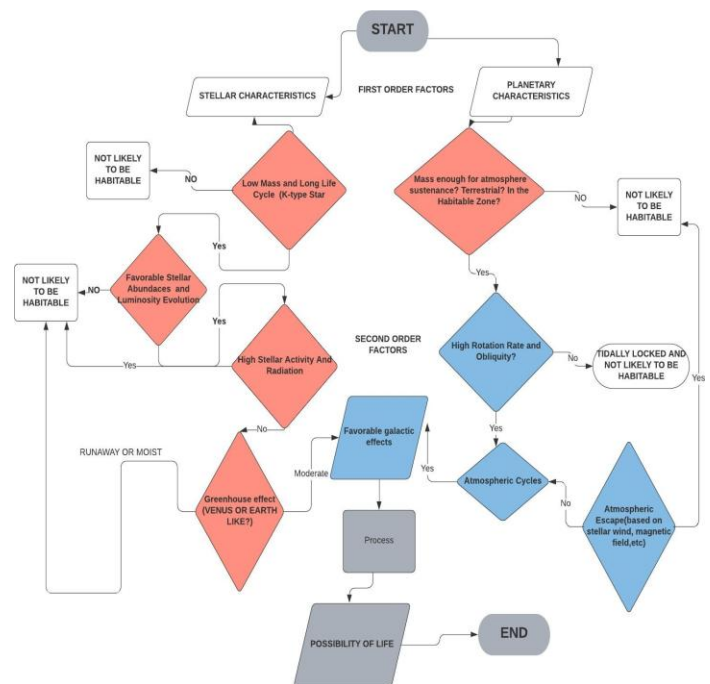 START
STELLAR CHARACTERISTICS
FIRST ORDER FACTORS
PLANETARY
CHARACTERISTICS
NOT LIKELY
TO BE
HABITABLE
NO
Low Mass and Long Life
Cycle (K-type Star
Mass enough for atmosphere
sustenance? Terrestrial? In the
Habitable Zone?
NO
NOT LIKELY
TO BE
HABITABLE
Yes
NOT LIKELY
TO BE
HABITABLE
NO
Favorable Stellar
Abundaces and
Luminosity Evolution
Yes
Yes
SECOND ORDER
FACTORS
High Stellar Activity And
Radiation
Yes
High Rotation Rate and
Obliquity?
No
TIDALLY LOCKED AND
NOT LIKELY TO BE
HABITABLE
Yes
No
Yes
Favorable galactic
effects
RUNAWAY OR MOIST
Greenhouse effect
(VENUS OR EARTH
LIKE?)
Moderate
Yes
Atmospheric Cycles
No
Atmospheric
Escape(based on
stellar wind, magnetic
field,etc)
Process
POSSIBILITY OF LIFE
END